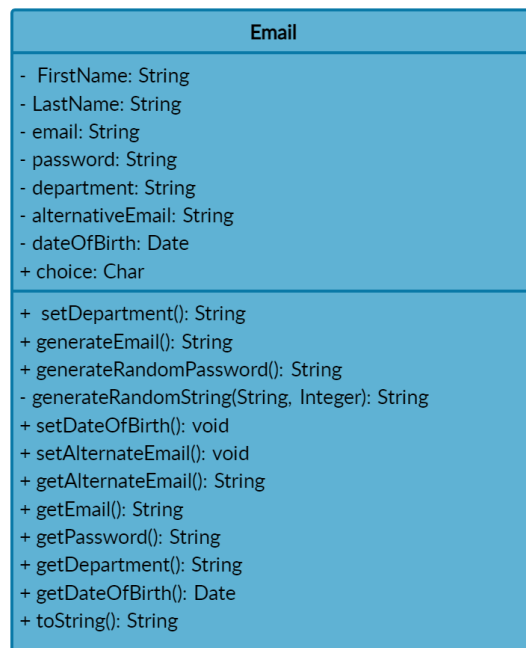 Email
- FirstName: String
- LastName: String
- email: String
- password: String
- department: String
- alternativeEmail: String
- dateOfBirth: Date
+ choice: Char
+ setDepartment(): String
+ generateEmail(): String
+ generateRandomPassword(): String
- generateRandomString(String, Integer): String
+ setDateOfBirth(): void
+ setAlternateEmail(): void
+ getAlternateEmail(): String
+ getEmail(): String
+ getPassword(): String
+ getDepartment(): String
+ getDateOfBirth(): Date
+ toString(): String